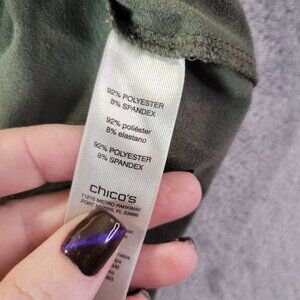 92% POLYESTER
8% SPANDEX
92% poliéster
8% elastano
92% POLYESTER
8% SPANDEX
chico's
11215 METRO PARKWAY
FORT MYERS, FL 33966